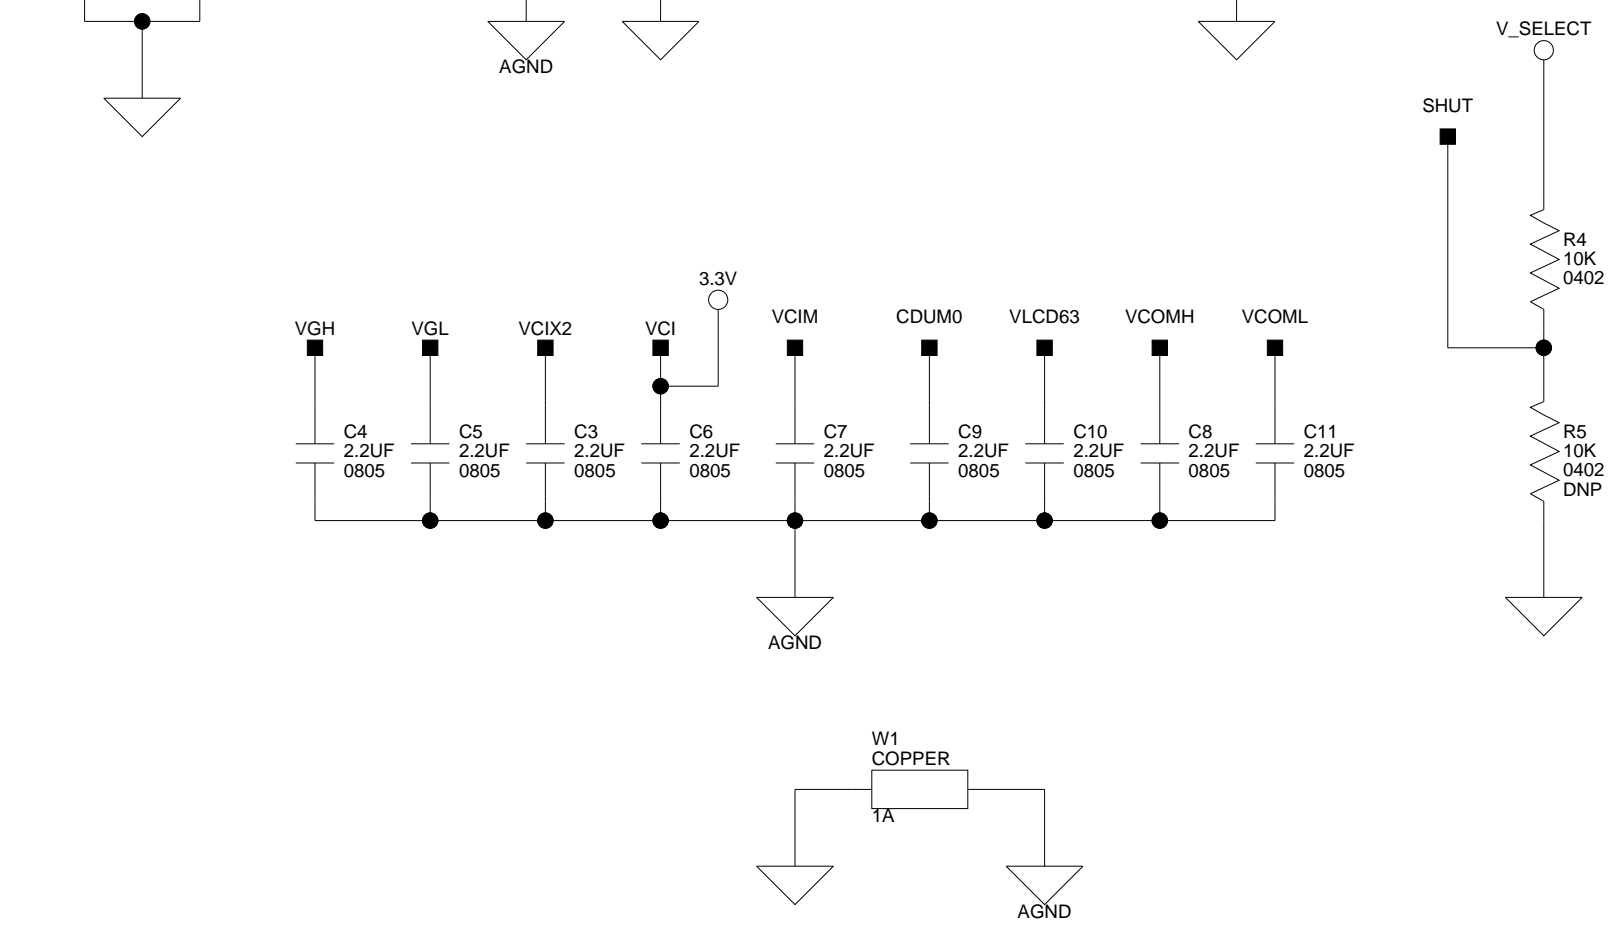 V_SELECT
AGND
SHUT
R4
10K
0402
3.3V
VGH
VGL
VCIX2
VCI
VCIM
CDUM0
VLCD63
VCOMH
VCOML
C4
2.2UF
0805
C5
2.2UF
0805
C3
2.2UF
0805
C6
2.2UF
0805
C7
2.2UF
0805
C9
2.2UF
0805
C10
2.2UF
0805
C8
2.2UF
0805
C11
2.2UF
0805
R5
10K
0402
DNP
AGND
W1
COPPER
1A
AGND